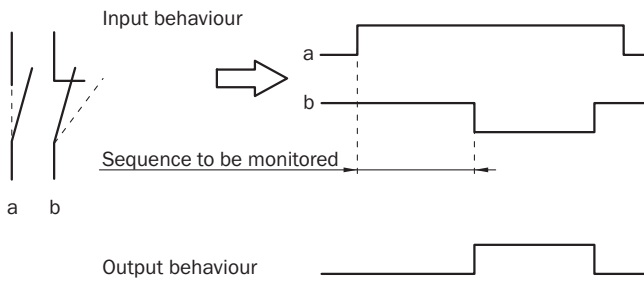 Input behaviour
a
b
Sequence to be monitored
a b
Output behaviour